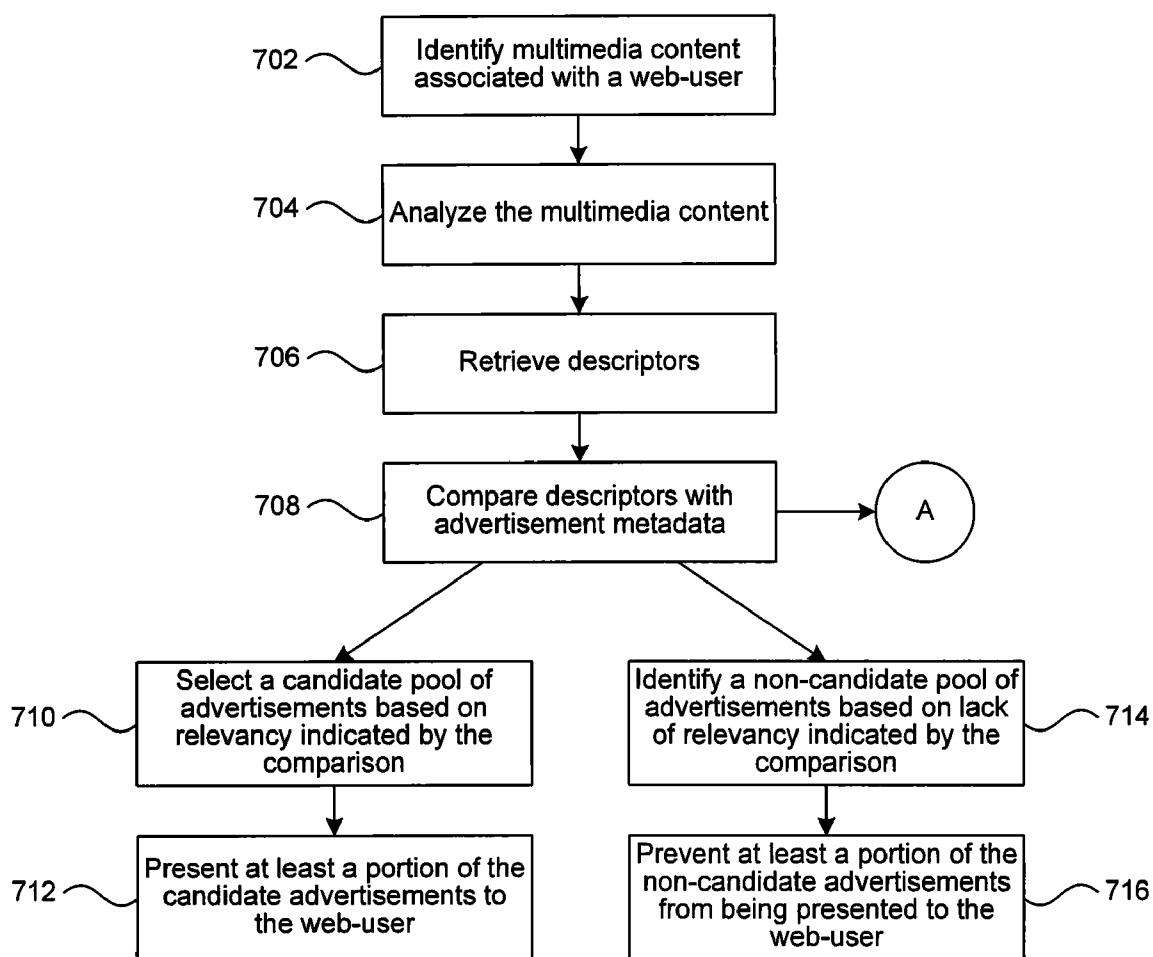 702
Identify multimedia content
associated with a web-user
704
Analyze the multimedia content
706
Retrieve descriptors
708
Compare descriptors with
advertisement metadata
A
710
Select a candidate pool of
advertisements based on
relevancy indicated by the
comparison
Identify a non-candidate pool of
advertisements based on lack
of relevancy indicated by the
comparison
714
712
Present at least a portion of the
candidate advertisements to
the web-user
Prevent at least a portion of the
non-candidate advertisements
from being presented to the
web-user
716